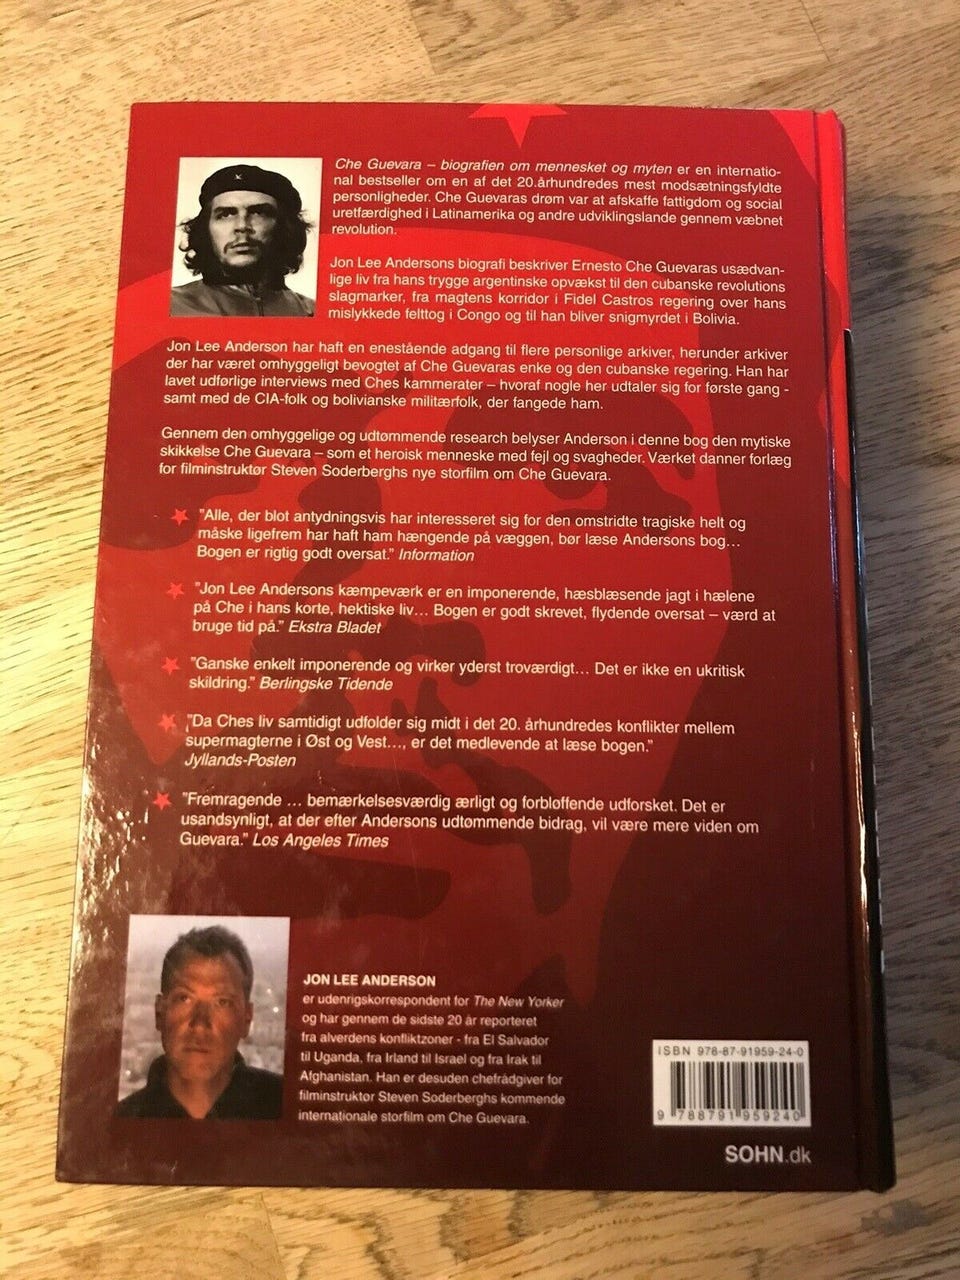 Che Guevara – biografien om mennesket og myten er en internatio-
nal bestseller om en af det 20.århundredes mest modsætningsfyldte
personligheder. Che Guevaras drøm var at afskaffe fattigdom og social
uretfærdighed i Latinamerika og andre udviklingslande gennem væbnet
revolution.
Jon Lee Andersons biografi beskriver Ernesto Che Guevaras usædvan-
lige liv fra hans trygge argentinske opvækst til den cubanske revolutions
slagmarker, fra magtens korridor i Fidel Castros regering over hans
mislykkede felttog i Congo og til han bliver snigmyrdet i Bolivia.
Jon Lee Anderson har haft en enestående adgang til flere personlige arkiver, herunder arkiver
der har været omhyggeligt bevogtet af Che Guevaras enke og den cubanske regering. Han har
lavet udførlige interviews med Ches kammerater – hvoraf nogle her udtaler sig for første gang -
samt med de CIA-folk og bolivianske militærfolk, der fangede ham.
Gennem den omhyggelige og udtømmende research belyser Anderson i denne bog den mytiske
skikkelse Che Guevara – som et heroisk menneske med fejl og svagheder. Værket danner forlæg
for filminstruktør Steven Soderberghs nye storfilm om Che Guevara.
"Alle, der blot antydningsvis har interesseret sig for den omstridte tragiske helt og
måske ligefrem har haft ham hængende på væggen, bør læse Andersons bog…
Bogen er rigtig godt oversat." Information
"Jon Lee Andersons kæmpeværk er en imponerende, hæsblæsende jagt i hælene
på Che i hans korte, hektiske liv… Bogen er godt skrevet, flydende oversat – værd at
bruge tid på." Ekstra Bladet
"Ganske enkelt imponerende og virker yderst troværdigt… Det er ikke en ukritisk
skildring." Berlingske Tidende
"Da Ches liv samtidigt udfolder sig midt i det 20. århundredes konflikter mellem
supermagterne i Øst og Vest…, er det medlevende at læse bogen."
Jyllands-Posten
"Fremragende … bemærkelsesværdig ærligt og forbløffende udforsket. Det er
usandsynligt, at der efter Andersons udtømmende bidrag, vil være mere viden om
Guevara." Los Angeles Times
JON LEE ANDERSON
er udenrigskorrespondent for The New Yorker
og har gennem de sidste 20 år reporteret
fra alverdens konfliktzoner - fra El Salvador
til Uganda, fra Irland til Israel og fra Irak til
Afghanistan. Han er desuden chefrådgiver for
filminstruktør Steven Soderberghs kommende
internationale storfilm om Che Guevara.
ISBN 978-87-91959-24-0
9 788791 959240
SOHN.dk